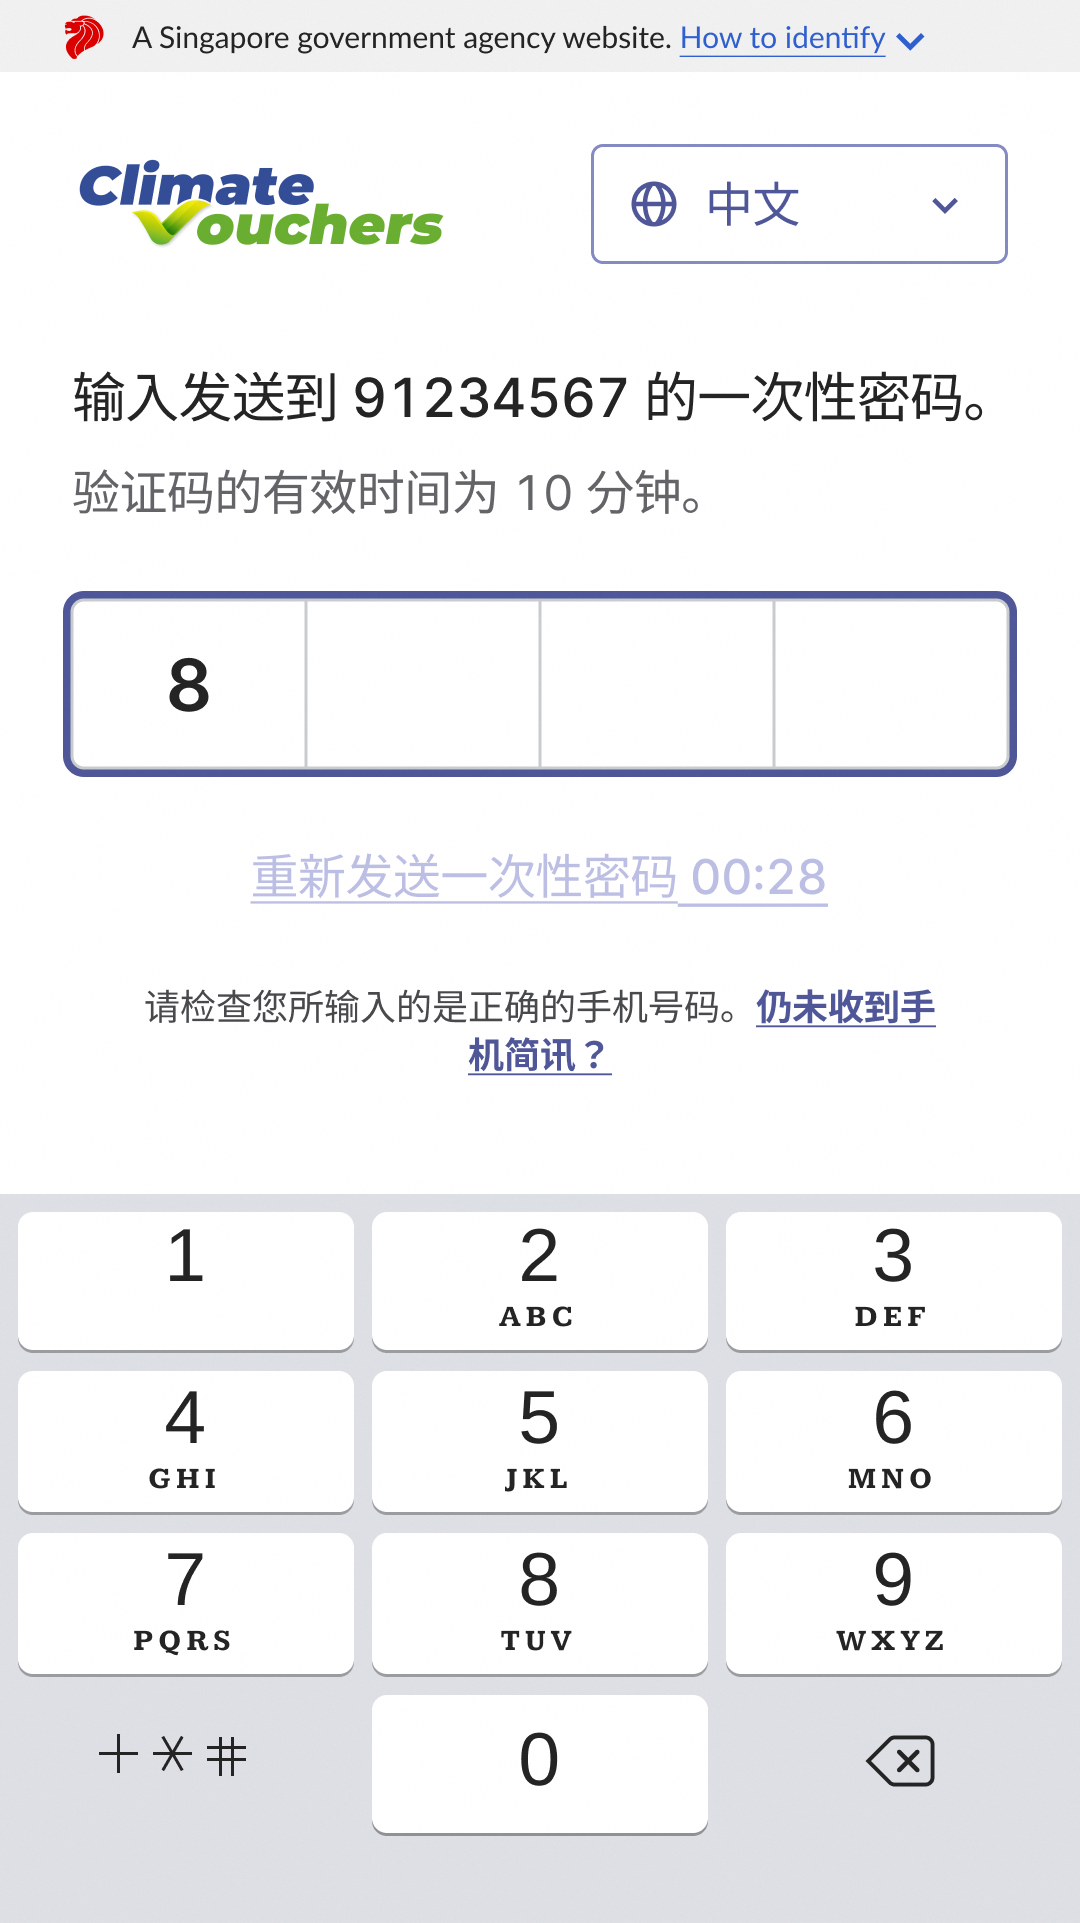 A Singapore government agency website. How to identify
Climate
Vouchers
中文
输入发送到 91234567 的一次性密码。
验证码的有效时间为 10 分钟。
8
重新发送一次性密码 00:28
请检查您所输入的是正确的手机号码。仍未收到手
机简讯？
1
2
3
ABC
DEF
4
5
6
GHI
JKL
MNO
7
8
9
PQRS
TUV
WXYZ
+*#
0